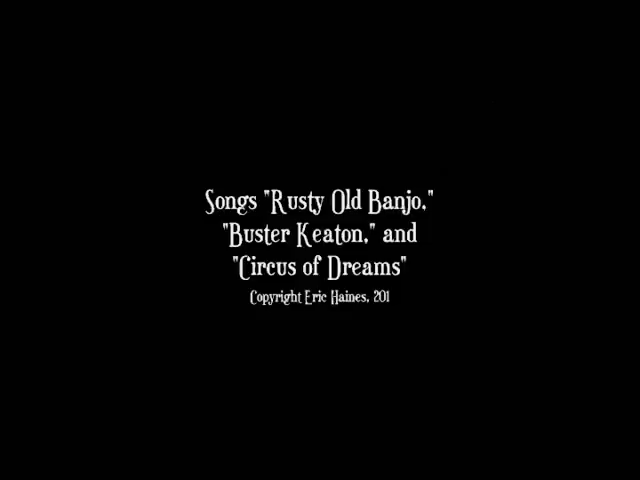 Songs "Rusty Old Banjo,"
"Buster Keaton," and
"Circus of Dreams"
Copyright Eric Haines, 201